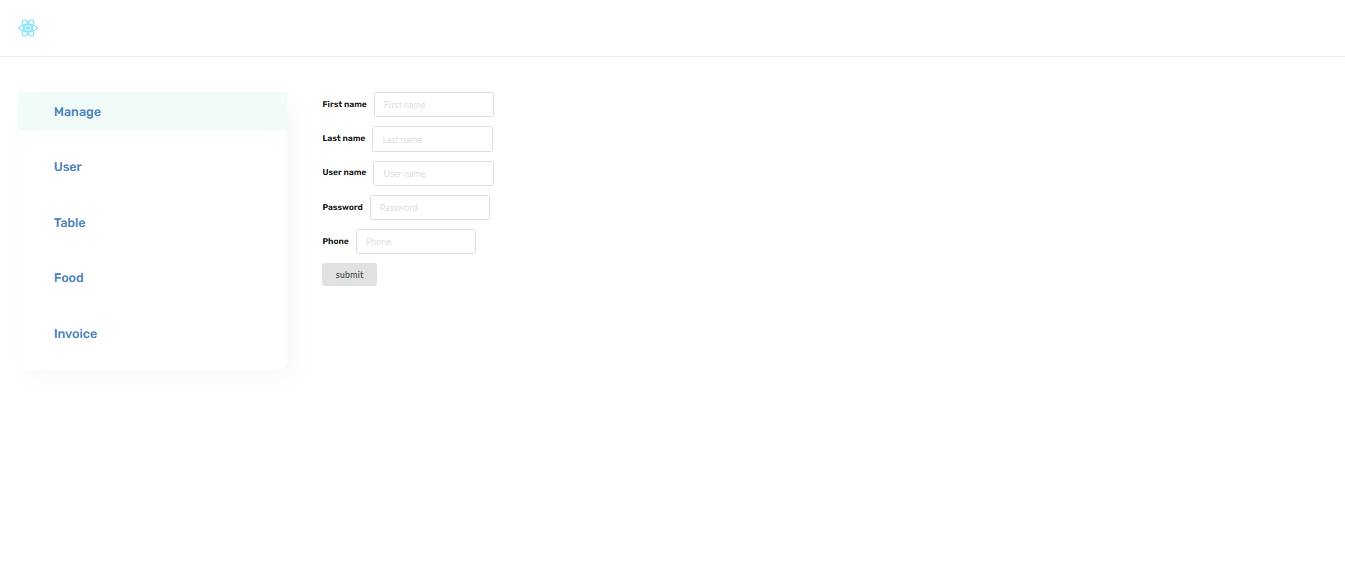 Manage
User
Table
Food
Invoice
First name First name
Last name Last name
User name User name
Password Password
Phone Phone
submit